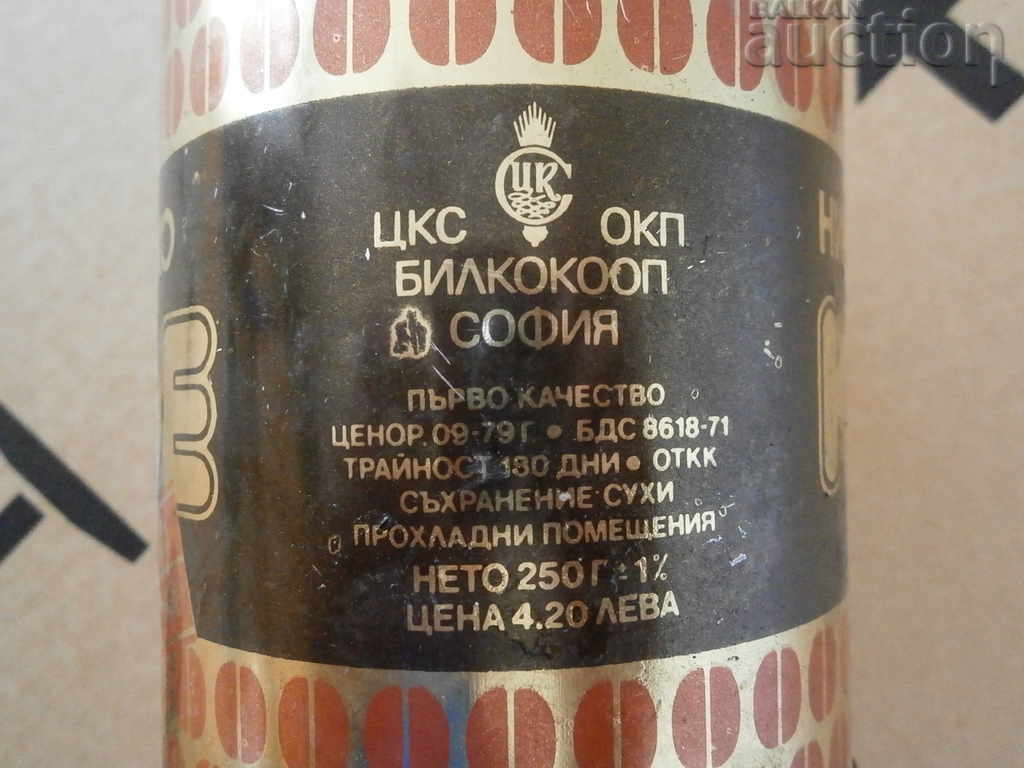 BALKAN
auction
ЦКС
ЦКС ОКП
БИЛКОКООП
СОФИЯ
ПЪРВО КАЧЕСТВО
ЦЕНОР. 09-79 Г. • БДС 8618-71
ТРАЙНОСТ 180 ДНИ • ОТКК
СЪХРАНЕНИЕ СУХИ
ПРОХЛАДНИ ПОМЕЩЕНИЯ
НЕТО 250 Г ± 1%
ЦЕНА 4.20 ЛЕВА